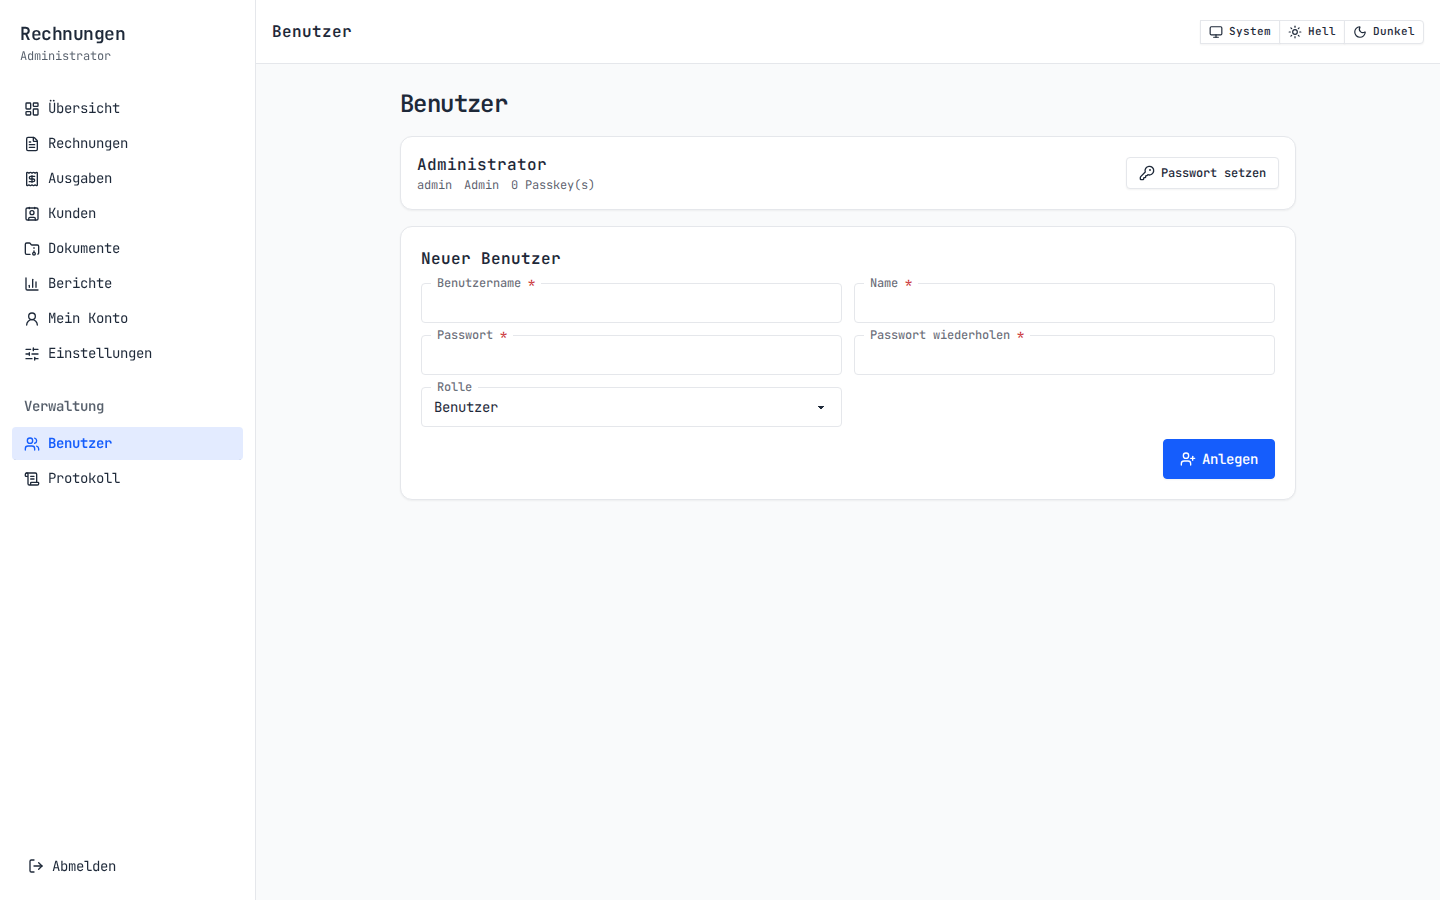 Rechnungen
Administrator
Übersicht
Rechnungen
Ausgaben
Kunden
Dokumente
Berichte
Mein Konto
Einstellungen
Verwaltung
Benutzer
Protokoll
Abmelden
Benutzer
System Hell Dunkel
Benutzer
Administrator
admin Admin 0 Passkey(s)
Passwort setzen
Neuer Benutzer
Benutzername * Name *
Passwort * Passwort wiederholen *
Rolle
Benutzer
Anlegen